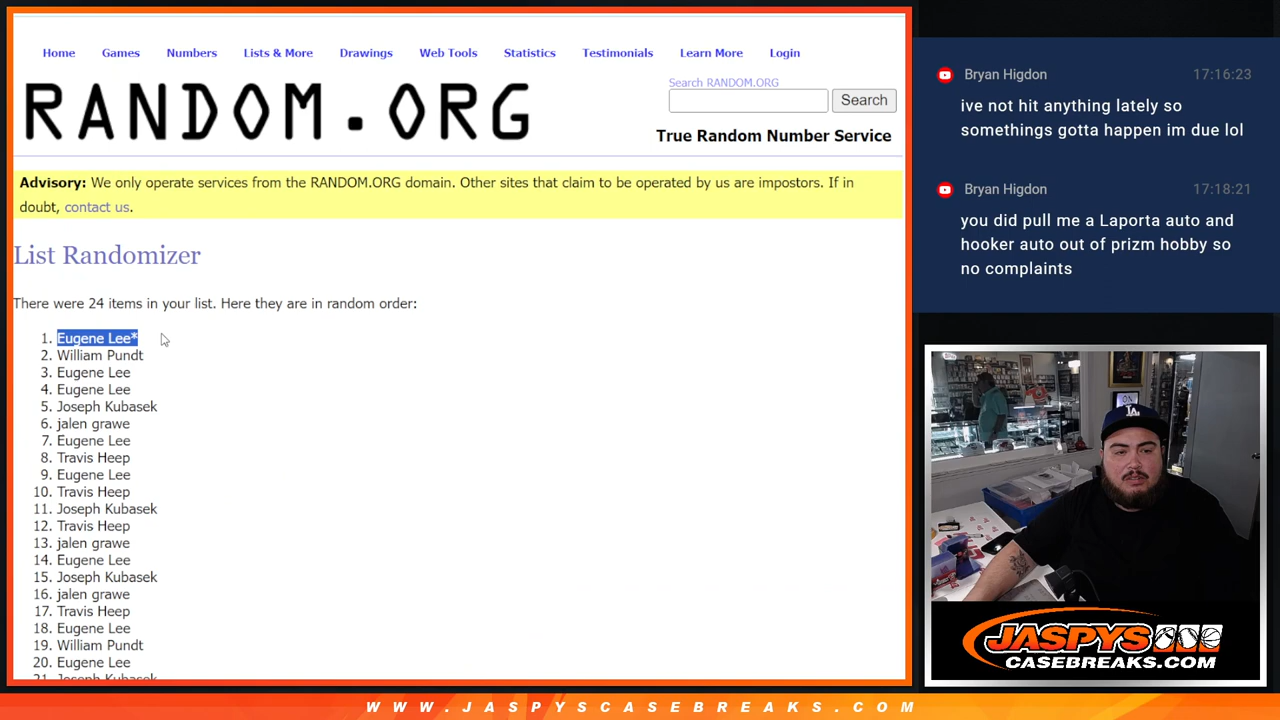 Home Games Numbers Lists & More Drawings Web Tools Statistics Testimonials Learn More Login
RANDOM.ORG
Search RANDOM.ORG
Search
True Random Number Service
Advisory: We only operate services from the RANDOM.ORG domain. Other sites that claim to be operated by us are impostors. If in
doubt, contact us.
List Randomizer
There were 24 items in your list. Here they are in random order:
1. Eugene Lee*
2. William Pundt
3. Eugene Lee
4. Eugene Lee
5. Joseph Kubasek
6. jalen grawe
7. Eugene Lee
8. Travis Heep
9. Eugene Lee
10. Travis Heep
11. Joseph Kubasek
12. Travis Heep
13. jalen grawe
14. Eugene Lee
15. Joseph Kubasek
16. jalen grawe
17. Travis Heep
18. Eugene Lee
19. William Pundt
20. Eugene Lee
21. Joseph Kubasek
Bryan Higdon 17:16:23
ive not hit anything lately so
somethings gotta happen im due lol
Bryan Higdon 17:18:21
you did pull me a Laporta auto and
hooker auto out of prizm hobby so
no complaints
ON
LA
JASPYS
CASEBREAKS.COM
WWW.JASPYSCASEBREAKS.COM